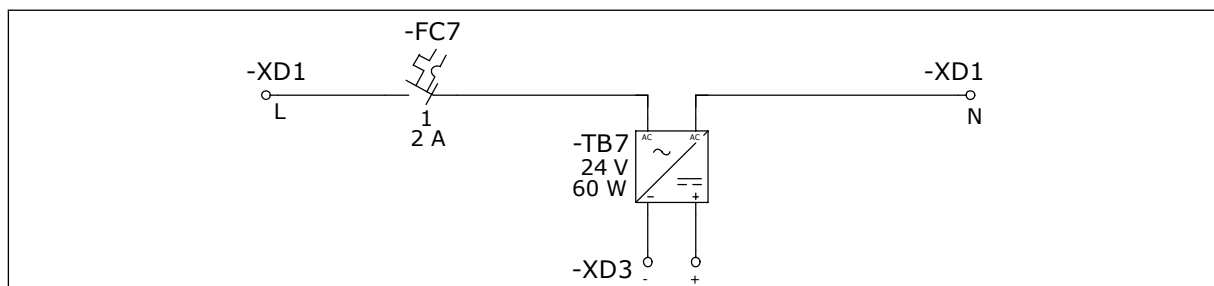 -FC7
-XD1
-XD1
L
1
2 A
N
-TB7
24 V
60 W
AC
AC
-
+
-XD3
-
+